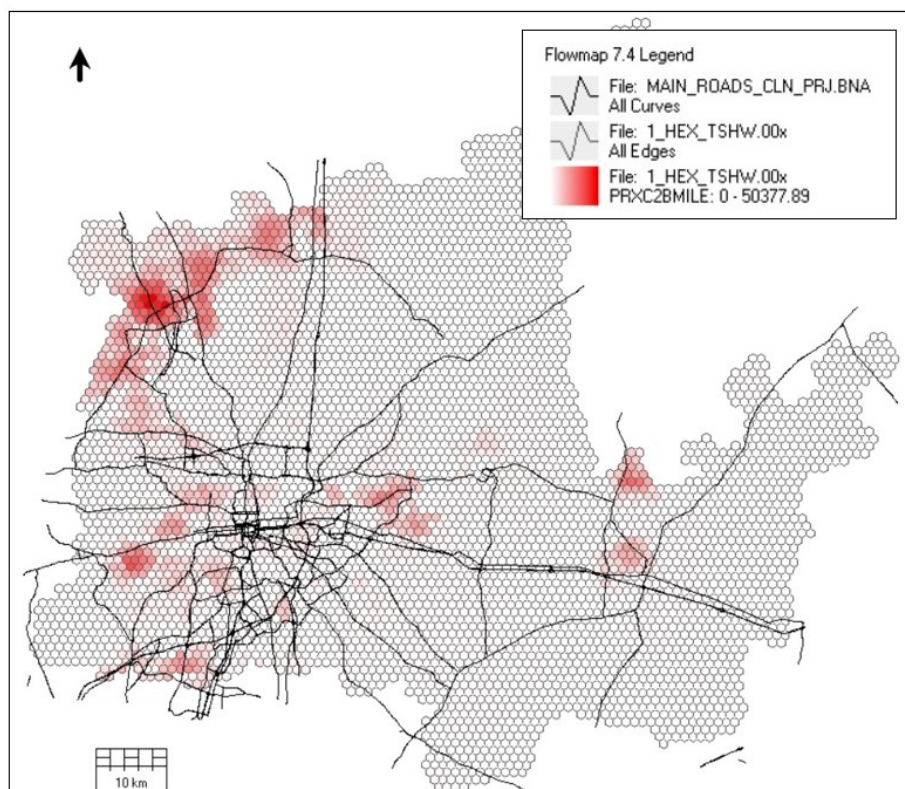 Flowmap 7.4 Legend
File: MAIN_ROADS_CLN_PRJ.BNA
All Curves
File: 1_HEX_TSHW.00x
All Edges
File: 1_HEX_TSHW.00x
PRXC2BMILE: 0 - 50377.89
10 km